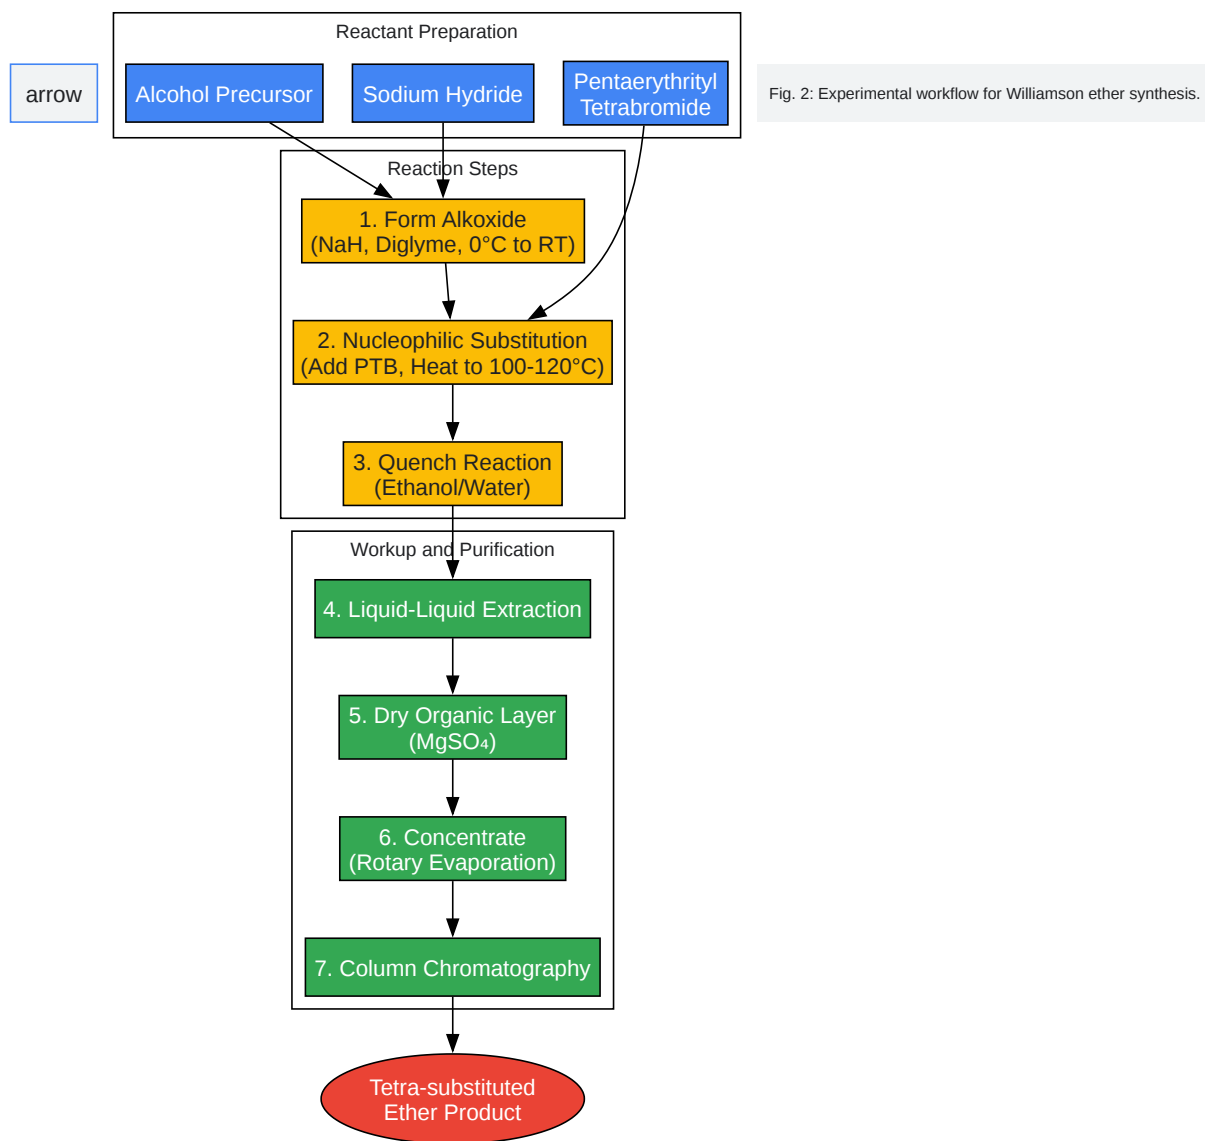 Reactant Preparation
arrow
Alcohol Precursor
Sodium Hydride
Pentaerythrityl
Tetrabromide
Fig. 2: Experimental workflow for Williamson ether synthesis.
Reaction Steps
1. Form Alkoxide
(NaH, Diglyme, 0°C to RT)
2. Nucleophilic Substitution
(Add PTB, Heat to 100-120°C)
3. Quench Reaction
(Ethanol/Water)
Workup and Purification
4. Liquid-Liquid Extraction
5. Dry Organic Layer
(MgSO₄)
6. Concentrate
(Rotary Evaporation)
7. Column Chromatography
Tetra-substituted
Ether Product